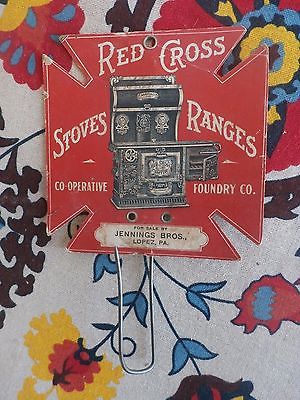 RED CROSS
STOVES RANGES
CO-OPERATIVE FOUNDRY CO.
FOR SALE BY
JENNINGS BROS.,
LOPEZ, PA.